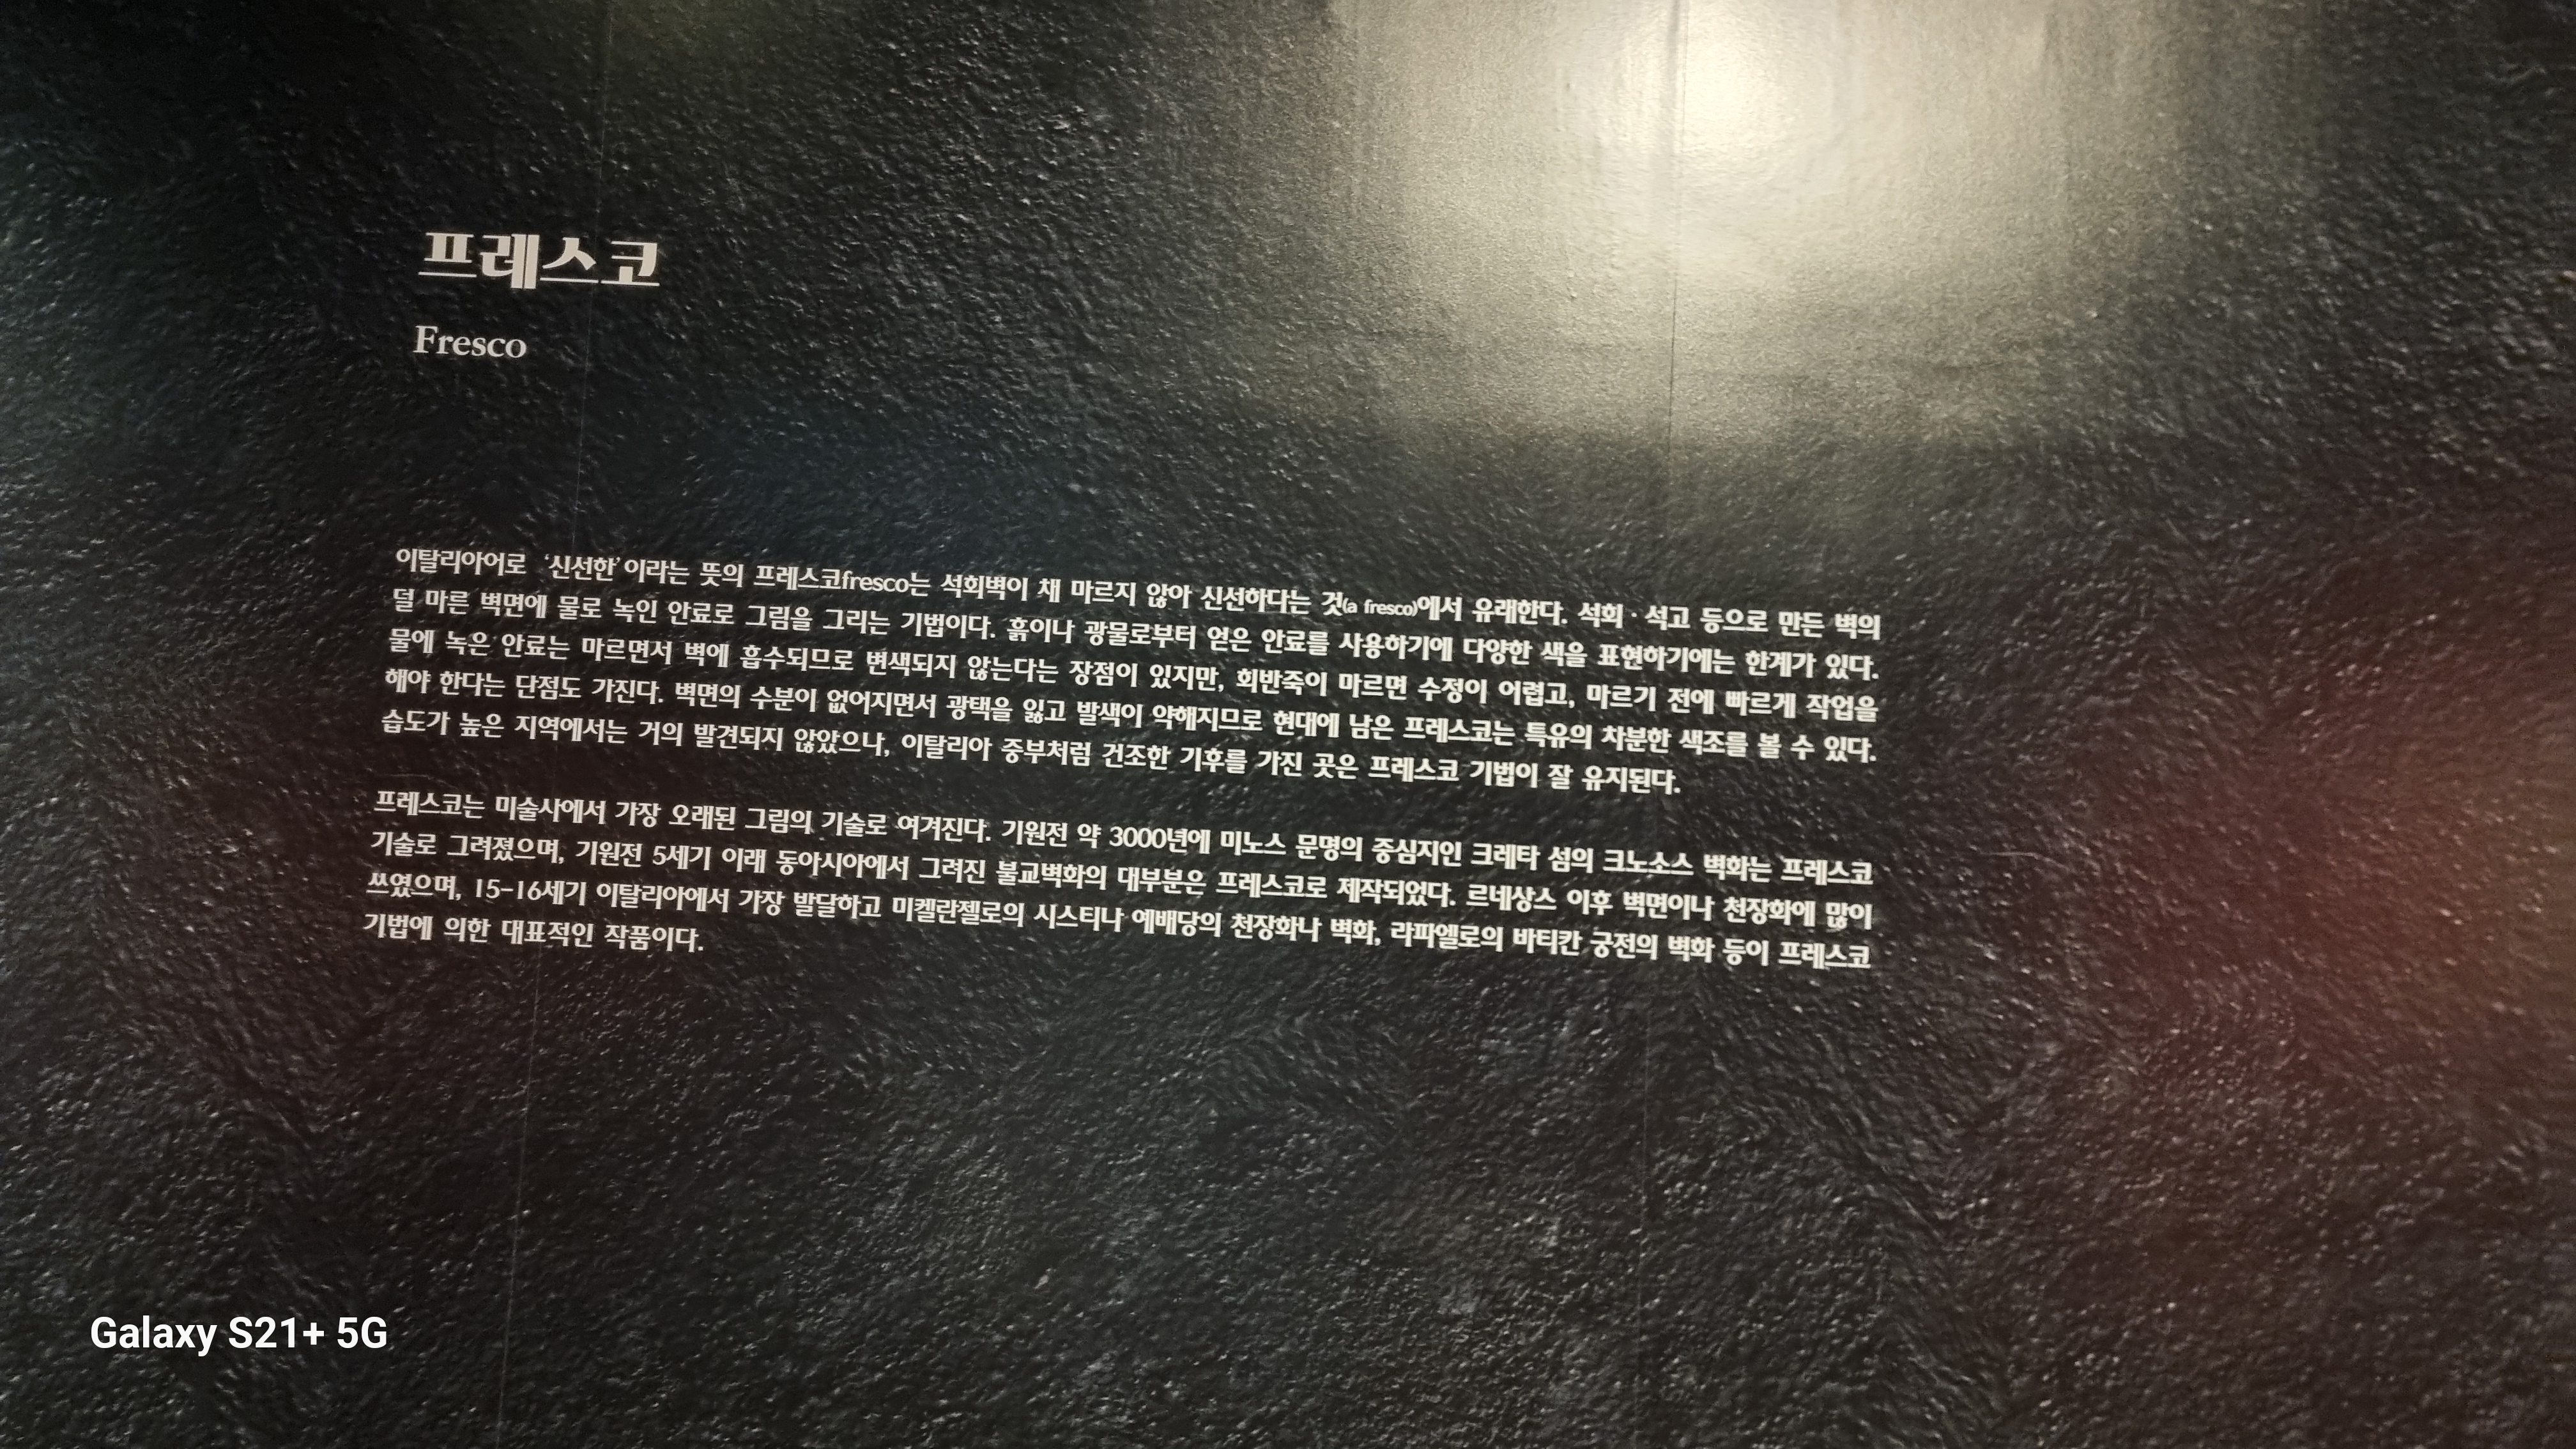 프레스코
Fresco
이탈리아어로 ‘신선한’이라는 뜻의 프레스코fresco는 석회벽이 채 마르지 않아 신선하다는 것(a fresco)에서 유래한다. 석회 · 석고 등으로 만든 벽의
덜 마른 벽면에 물로 녹인 안료로 그림을 그리는 기법이다. 흙이나 광물로부터 얻은 안료를 사용하기에 다양한 색을 표현하기에는 한계가 있다.
물에 녹은 안료는 마르면서 벽에 흡수되므로 변색되지 않는다는 장점이 있지만, 회반죽이 마르면 수정이 어렵고, 마르기 전에 빠르게 작업을
해야 한다는 단점도 가진다. 벽면의 수분이 없어지면서 광택을 잃고 발색이 약해지므로 현대에 남은 프레스코는 특유의 차분한 색조를 볼 수 있다.
습도가 높은 지역에서는 거의 발견되지 않았으나, 이탈리아 중부처럼 건조한 기후를 가진 곳은 프레스코 기법이 잘 유지된다.
프레스코는 미술사에서 가장 오래된 그림의 기술로 여겨진다. 기원전 약 3000년에 미노스 문명의 중심지인 크레타 섬의 크노소스 벽화는 프레스코
기술로 그려졌으며, 기원전 5세기 이래 동아시아에서 그려진 불교벽화의 대부분은 프레스코로 제작되었다. 르네상스 이후 벽면이나 천장화에 많이
쓰였으며, 15-16세기 이탈리아에서 가장 발달하고 미켈란젤로의 시스티나 예배당의 천장화나 벽화, 라파엘로의 바티칸 궁전의 벽화 등이 프레스코
기법에 의한 대표적인 작품이다.
Galaxy S21+ 5G